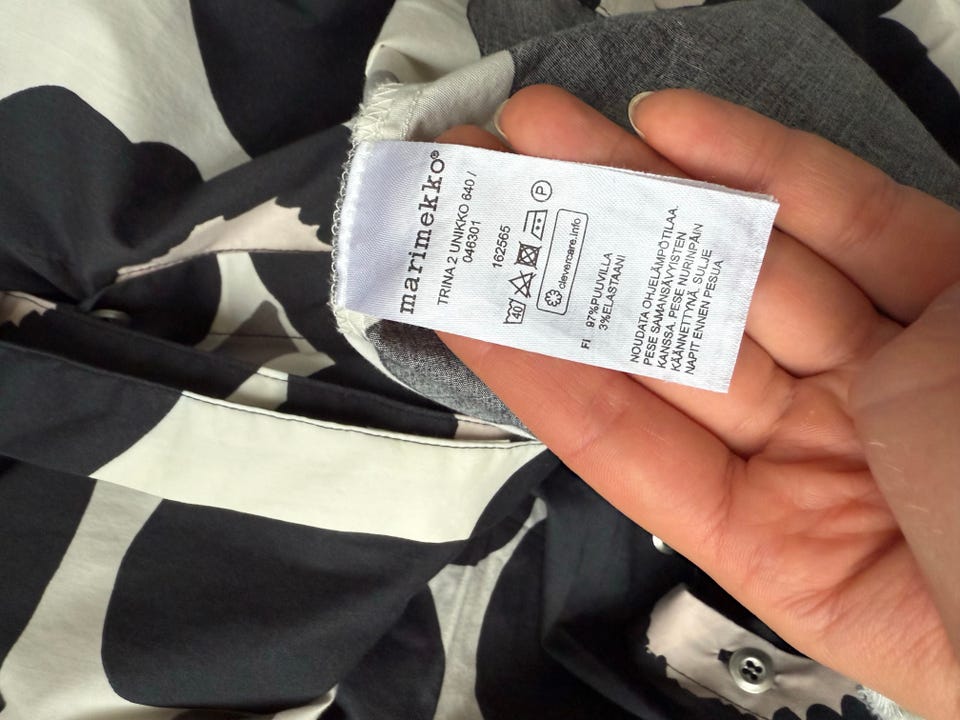 marimekko®
TRINA 2 UNIKKO 640 /
046301
162565
40
P
clevercare.info
FI
97%PUUVILLA
3%ELASTAANI
NOUDATA OHJELÄMPÖTILAA.
PESE SAMANSÄVYISTEN
KANSSA. PESE NURINPÄIN
KÄÄNNETTYNÄ. SULJE
NAPIT ENNEN PESUA